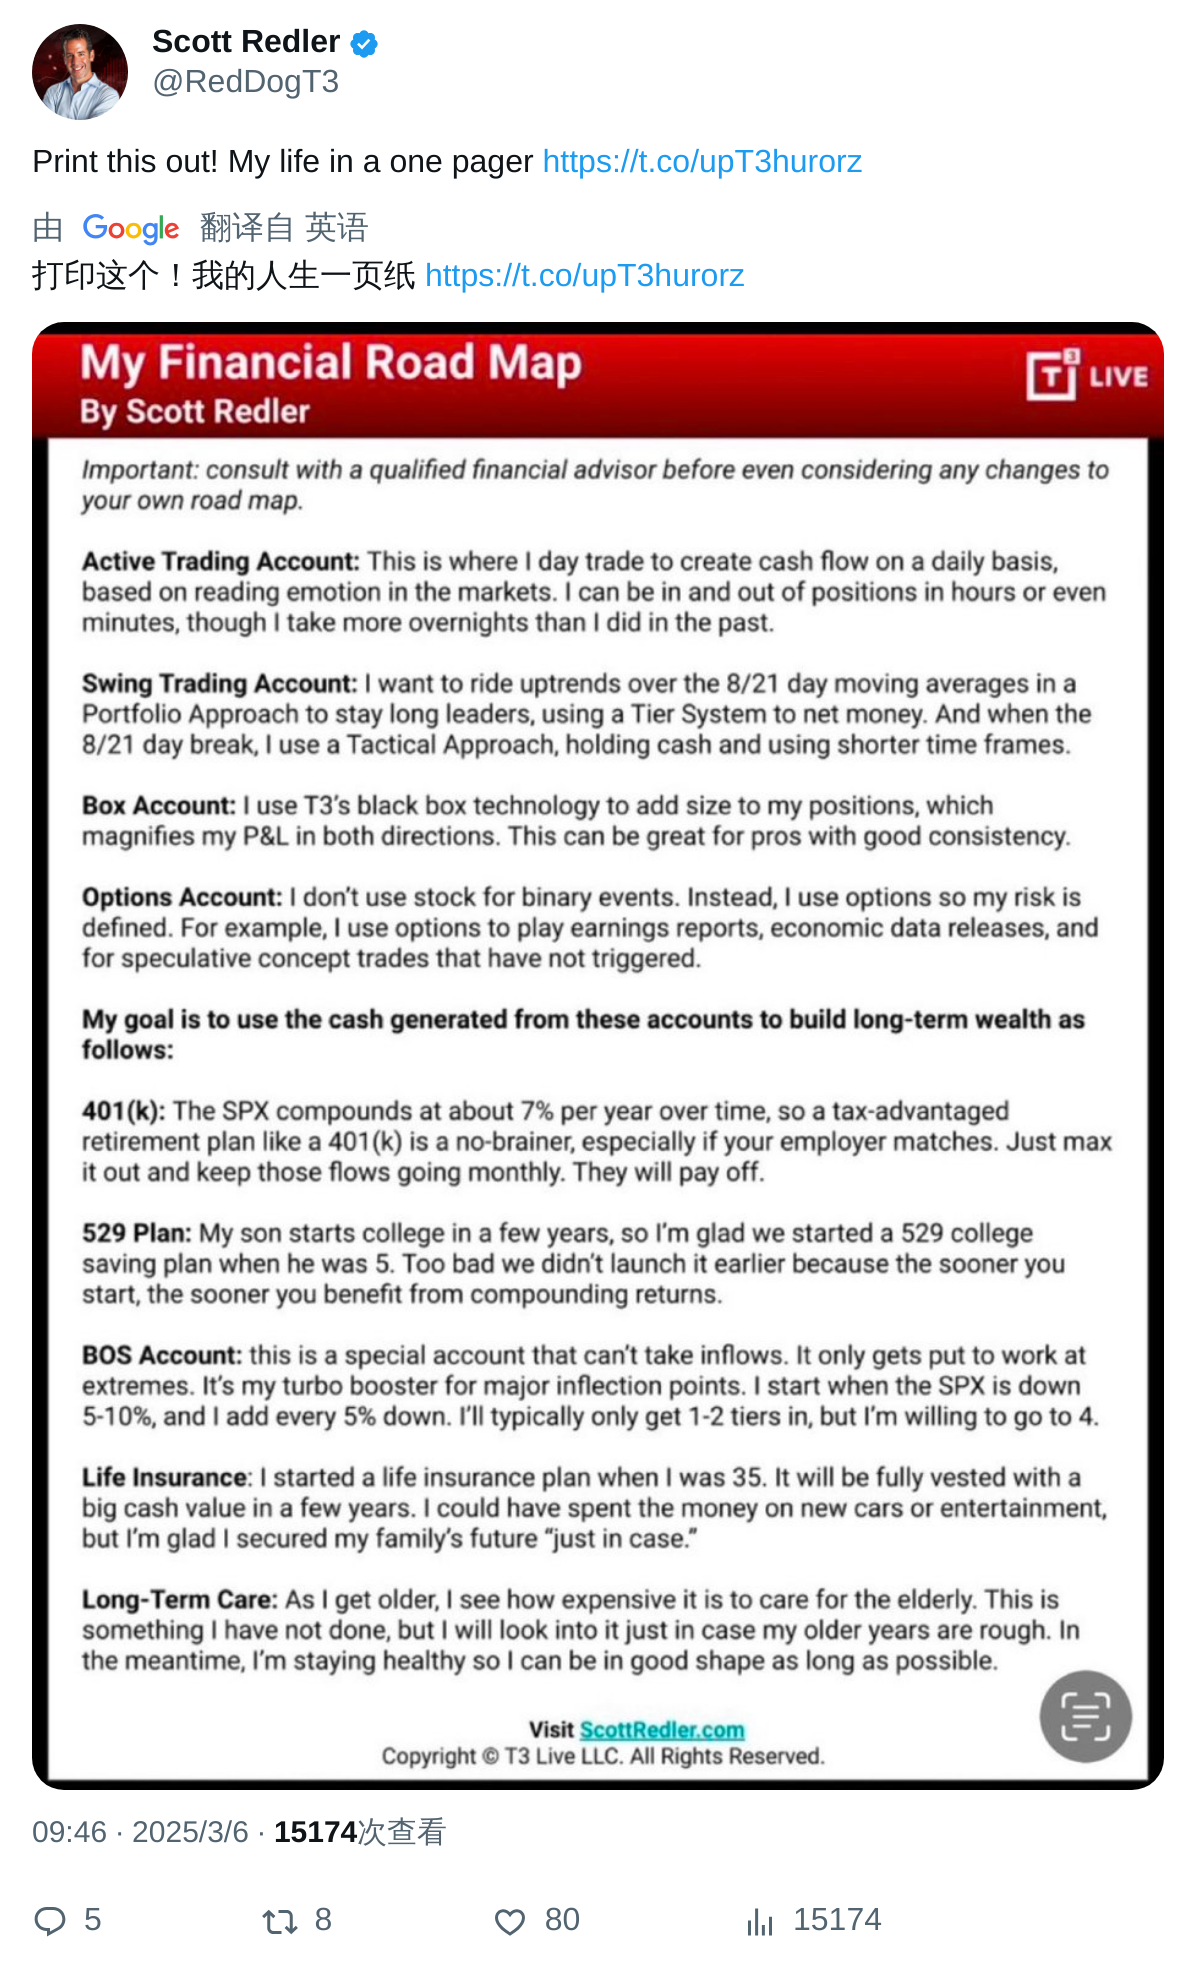 Scott Redler
@RedDogT3
Print this out! My life in a one pager https://t.co/upT3hurorz
由 Google 翻译自 英语
打印这个！我的人生一页纸 https://t.co/upT3hurorz
My Financial Road Map
By Scott Redler
T3 LIVE
Important: consult with a qualified financial advisor before even considering any changes to
your own road map.
Active Trading Account: This is where I day trade to create cash flow on a daily basis,
based on reading emotion in the markets. I can be in and out of positions in hours or even
minutes, though I take more overnights than I did in the past.
Swing Trading Account: I want to ride uptrends over the 8/21 day moving averages in a
Portfolio Approach to stay long leaders, using a Tier System to net money. And when the
8/21 day break, I use a Tactical Approach, holding cash and using shorter time frames.
Box Account: I use T3's black box technology to add size to my positions, which
magnifies my P&L in both directions. This can be great for pros with good consistency.
Options Account: I don't use stock for binary events. Instead, I use options so my risk is
defined. For example, I use options to play earnings reports, economic data releases, and
for speculative concept trades that have not triggered.
My goal is to use the cash generated from these accounts to build long-term wealth as
follows:
401(k): The SPX compounds at about 7% per year over time, so a tax-advantaged
retirement plan like a 401(k) is a no-brainer, especially if your employer matches. Just max
it out and keep those flows going monthly. They will pay off.
529 Plan: My son starts college in a few years, so I'm glad we started a 529 college
saving plan when he was 5. Too bad we didn't launch it earlier because the sooner you
start, the sooner you benefit from compounding returns.
BOS Account: this is a special account that can't take inflows. It only gets put to work at
extremes. It's my turbo booster for major inflection points. I start when the SPX is down
5-10%, and I add every 5% down. I'll typically only get 1-2 tiers in, but I'm willing to go to 4.
Life Insurance: I started a life insurance plan when I was 35. It will be fully vested with a
big cash value in a few years. I could have spent the money on new cars or entertainment,
but I'm glad I secured my family's future “just in case.”
Long-Term Care: As I get older, I see how expensive it is to care for the elderly. This is
something I have not done, but I will look into it just in case my older years are rough. In
the meantime, I'm staying healthy so I can be in good shape as long as possible.
Visit ScottRedler.com
Copyright © T3 Live LLC. All Rights Reserved.
09:46 · 2025/3/6 · 15174次查看
5 8 80 15174